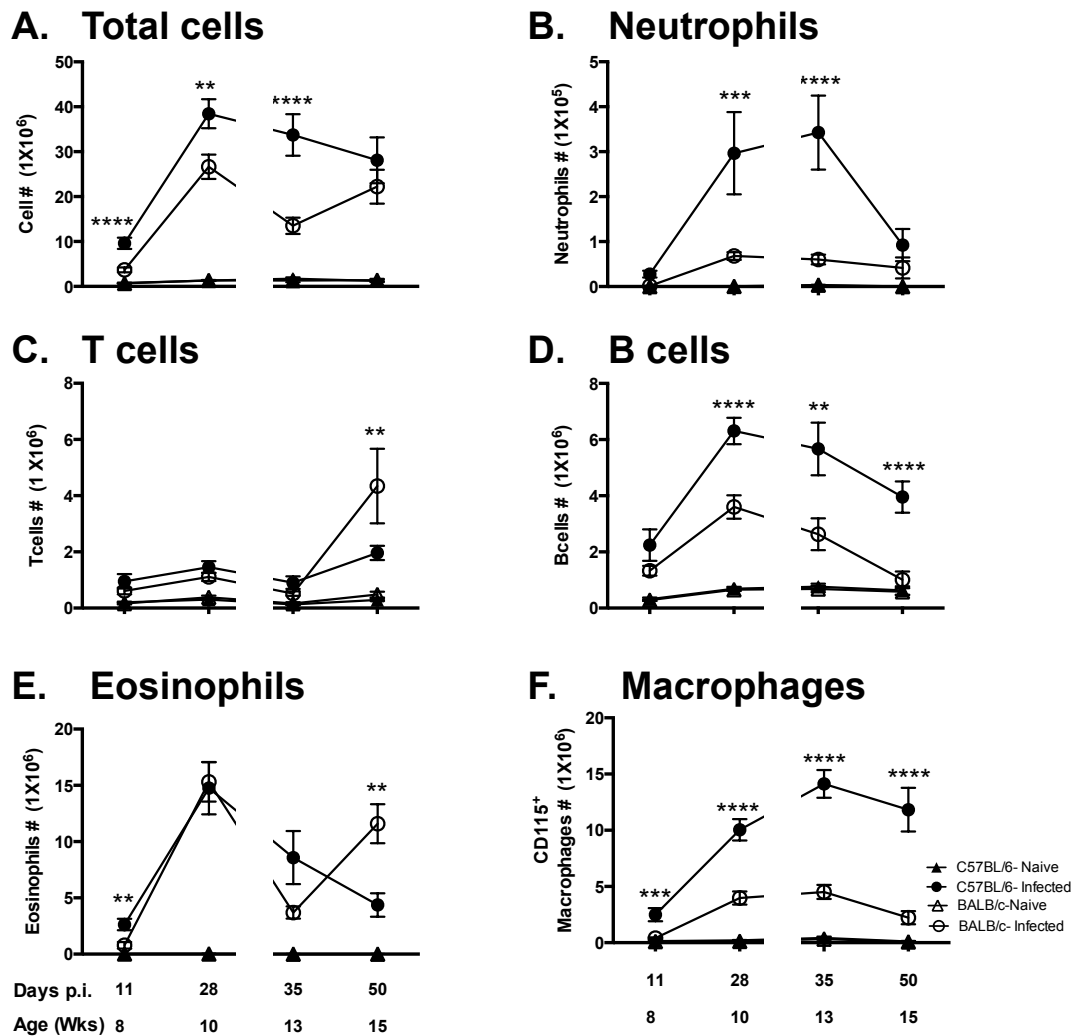 A. Total cells
50
40
30
20
10
0
Cell # (1X10⁶)
****
**
****
B. Neutrophils
5
4
3
2
1
0
Neutrophils # (1X10⁵)
***
****
C. T cells
8
6
4
2
0
Tcells # (1 X10⁶)
**
D. B cells
8
6
4
2
0
Bcells # (1X10⁶)
****
**
****
E. Eosinophils
20
15
10
5
0
Eosinophils # (1X10⁶)
**
**
Days p.i. 11 28 35 50
Age (Wks) 8 10 13 15
F. Macrophages
20
15
10
5
0
CD115⁺
Macrophages # (1X10⁶)
***
****
****
****
C57BL/6- Naive
C57BL/6- Infected
BALB/c-Naive
BALB/c- Infected
11 28 35 50
8 10 13 15